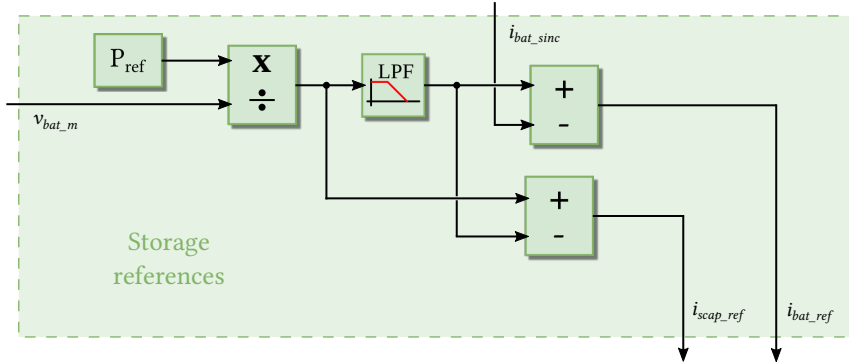 i_bat_sinc
P_ref
x
÷
LPF
+
-
v_bat_m
+
-
Storage
references
i_scap_ref
i_bat_ref